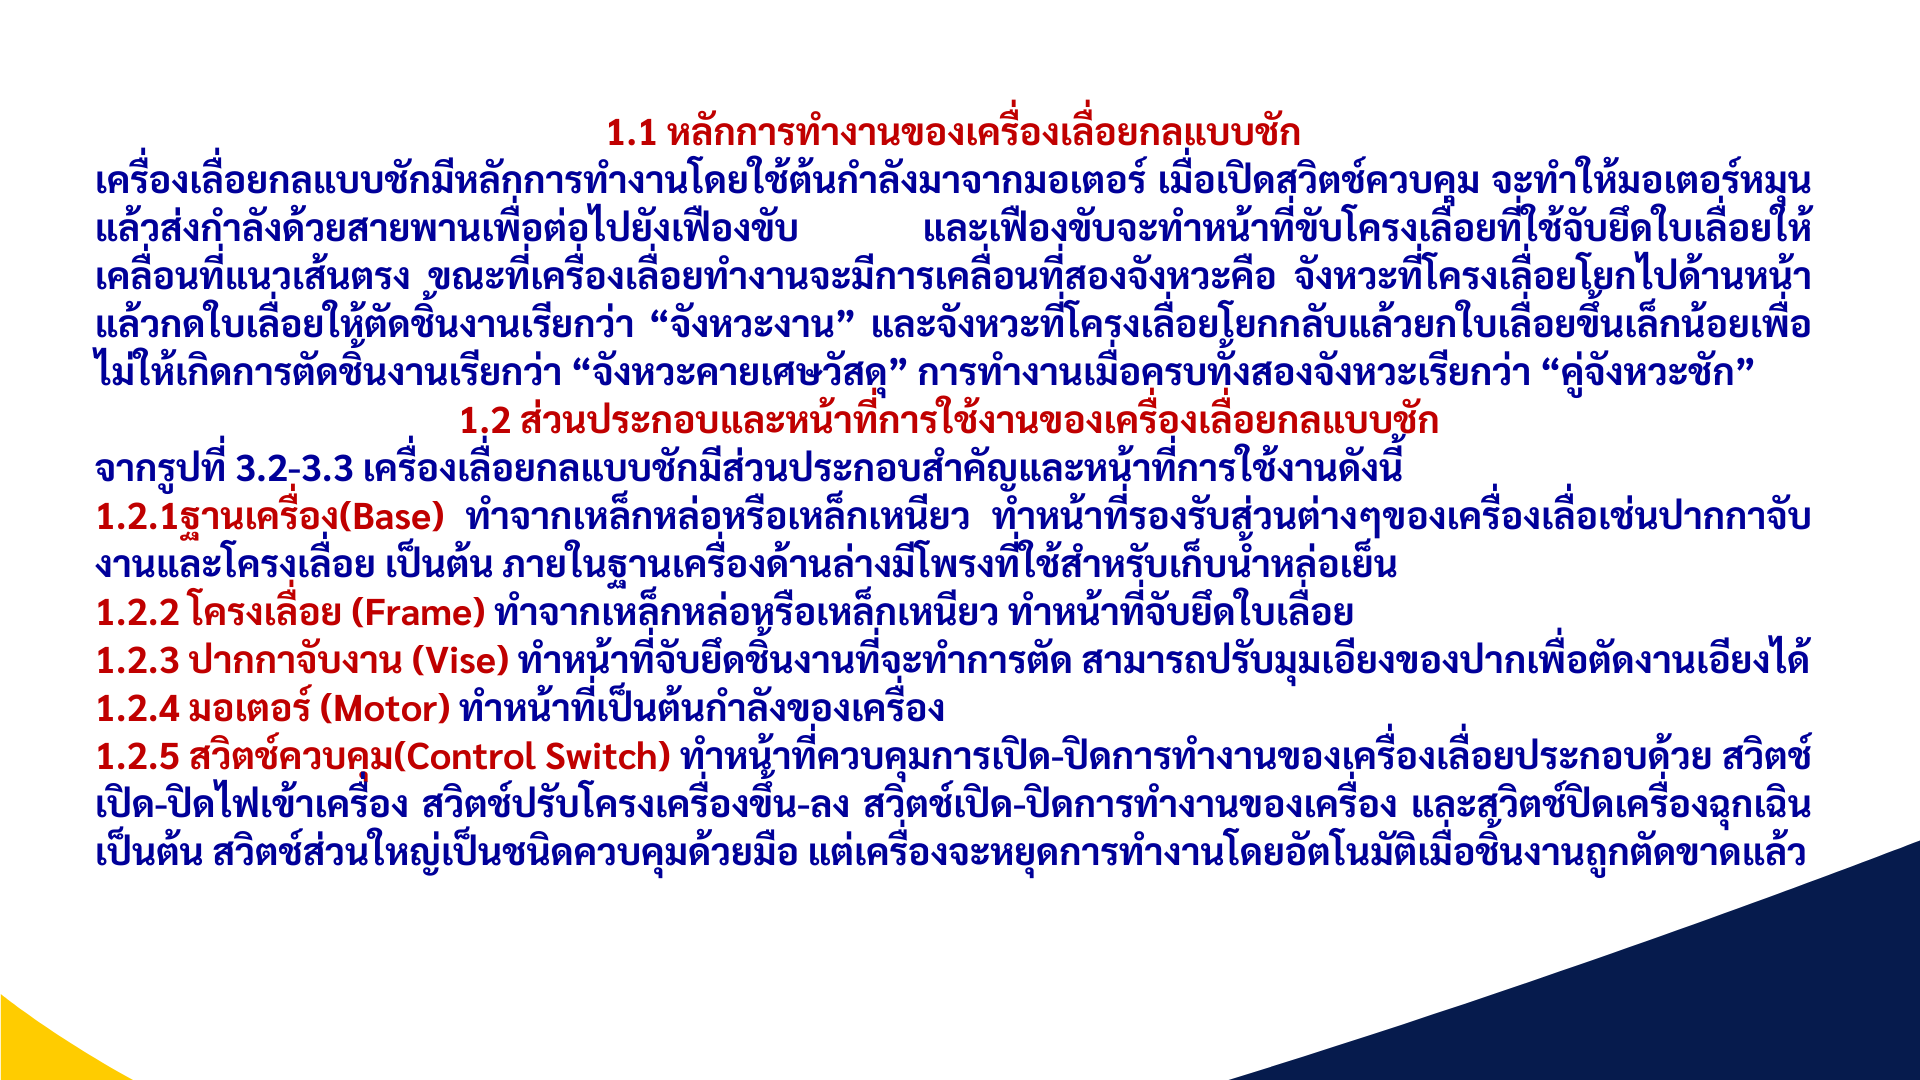 1.1 หลักการทำงานของเครื่องเลื่อยกลแบบชัก
เครื่องเลื่อยกลแบบชักมีหลักการทำงานโดยใช้ต้นกำลังมาจากมอเตอร์ เมื่อเปิดสวิตช์ควบคุม จะทำให้มอเตอร์หมุน
แล้วส่งกำลังด้วยสายพานเพื่อต่อไปยังเฟืองขับ และเฟืองขับจะทำหน้าที่ขับโครงเลื่อยที่ใช้จับยึดใบเลื่อยให้
เคลื่อนที่แนวเส้นตรง ขณะที่เครื่องเลื่อยทำงานจะมีการเคลื่อนที่สองจังหวะคือ จังหวะที่โครงเลื่อยโยกไปด้านหน้า
แล้วกดใบเลื่อยให้ตัดชิ้นงานเรียกว่า “จังหวะงาน” และจังหวะที่โครงเลื่อยโยกกลับแล้วยกใบเลื่อยขึ้นเล็กน้อยเพื่อ
ไม่ให้เกิดการตัดชิ้นงานเรียกว่า “จังหวะคายเศษวัสดุ” การทำงานเมื่อครบทั้งสองจังหวะเรียกว่า “คู่จังหวะชัก”
1.2 ส่วนประกอบและหน้าที่การใช้งานของเครื่องเลื่อยกลแบบชัก
จากรูปที่ 3.2-3.3 เครื่องเลื่อยกลแบบชักมีส่วนประกอบสำคัญและหน้าที่การใช้งานดังนี้
1.2.1ฐานเครื่อง(Base) ทำจากเหล็กหล่อหรือเหล็กเหนียว ทำหน้าที่รองรับส่วนต่างๆของเครื่องเลื่อเช่นปากกาจับ
งานและโครงเลื่อย เป็นต้น ภายในฐานเครื่องด้านล่างมีโพรงที่ใช้สำหรับเก็บน้ำหล่อเย็น
1.2.2 โครงเลื่อย (Frame) ทำจากเหล็กหล่อหรือเหล็กเหนียว ทำหน้าที่จับยึดใบเลื่อย
1.2.3 ปากกาจับงาน (Vise) ทำหน้าที่จับยึดชิ้นงานที่จะทำการตัด สามารถปรับมุมเอียงของปากเพื่อตัดงานเอียงได้
1.2.4 มอเตอร์ (Motor) ทำหน้าที่เป็นต้นกำลังของเครื่อง
1.2.5 สวิตช์ควบคุม(Control Switch) ทำหน้าที่ควบคุมการเปิด-ปิดการทำงานของเครื่องเลื่อยประกอบด้วย สวิตช์
เปิด-ปิดไฟเข้าเครื่อง สวิตช์ปรับโครงเครื่องขึ้น-ลง สวิตช์เปิด-ปิดการทำงานของเครื่อง และสวิตช์ปิดเครื่องฉุกเฉิน
เป็นต้น สวิตช์ส่วนใหญ่เป็นชนิดควบคุมด้วยมือ แต่เครื่องจะหยุดการทำงานโดยอัตโนมัติเมื่อชิ้นงานถูกตัดขาดแล้ว